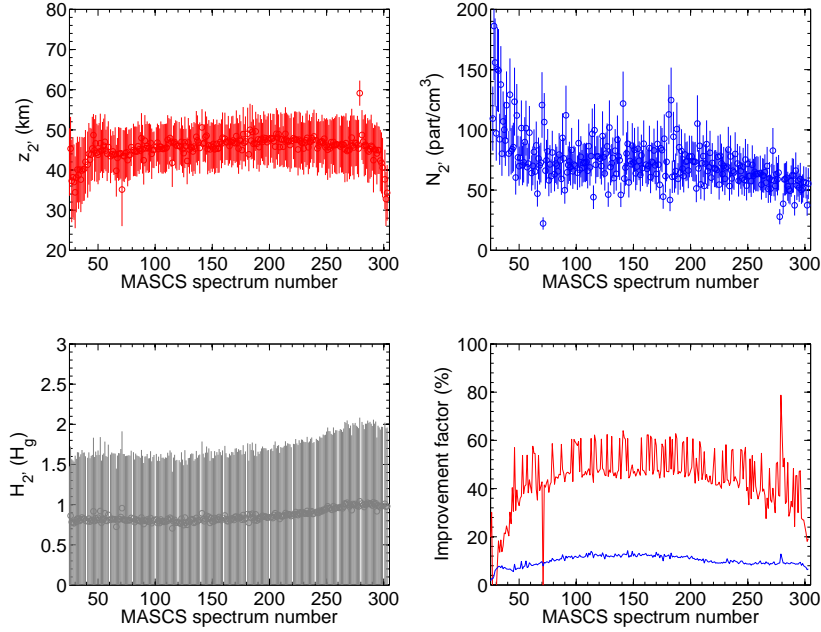 80
70
60
50
40
30
20
z2, (km)
50 100 150 200 250 300
MASCS spectrum number
200
150
100
50
0
N2, (part/cm^3)
50 100 150 200 250 300
MASCS spectrum number
3
2.5
2
1.5
1
0.5
0
H2, (Hg)
50 100 150 200 250 300
MASCS spectrum number
100
80
60
40
20
0
Improvement factor (%)
50 100 150 200 250 300
MASCS spectrum number